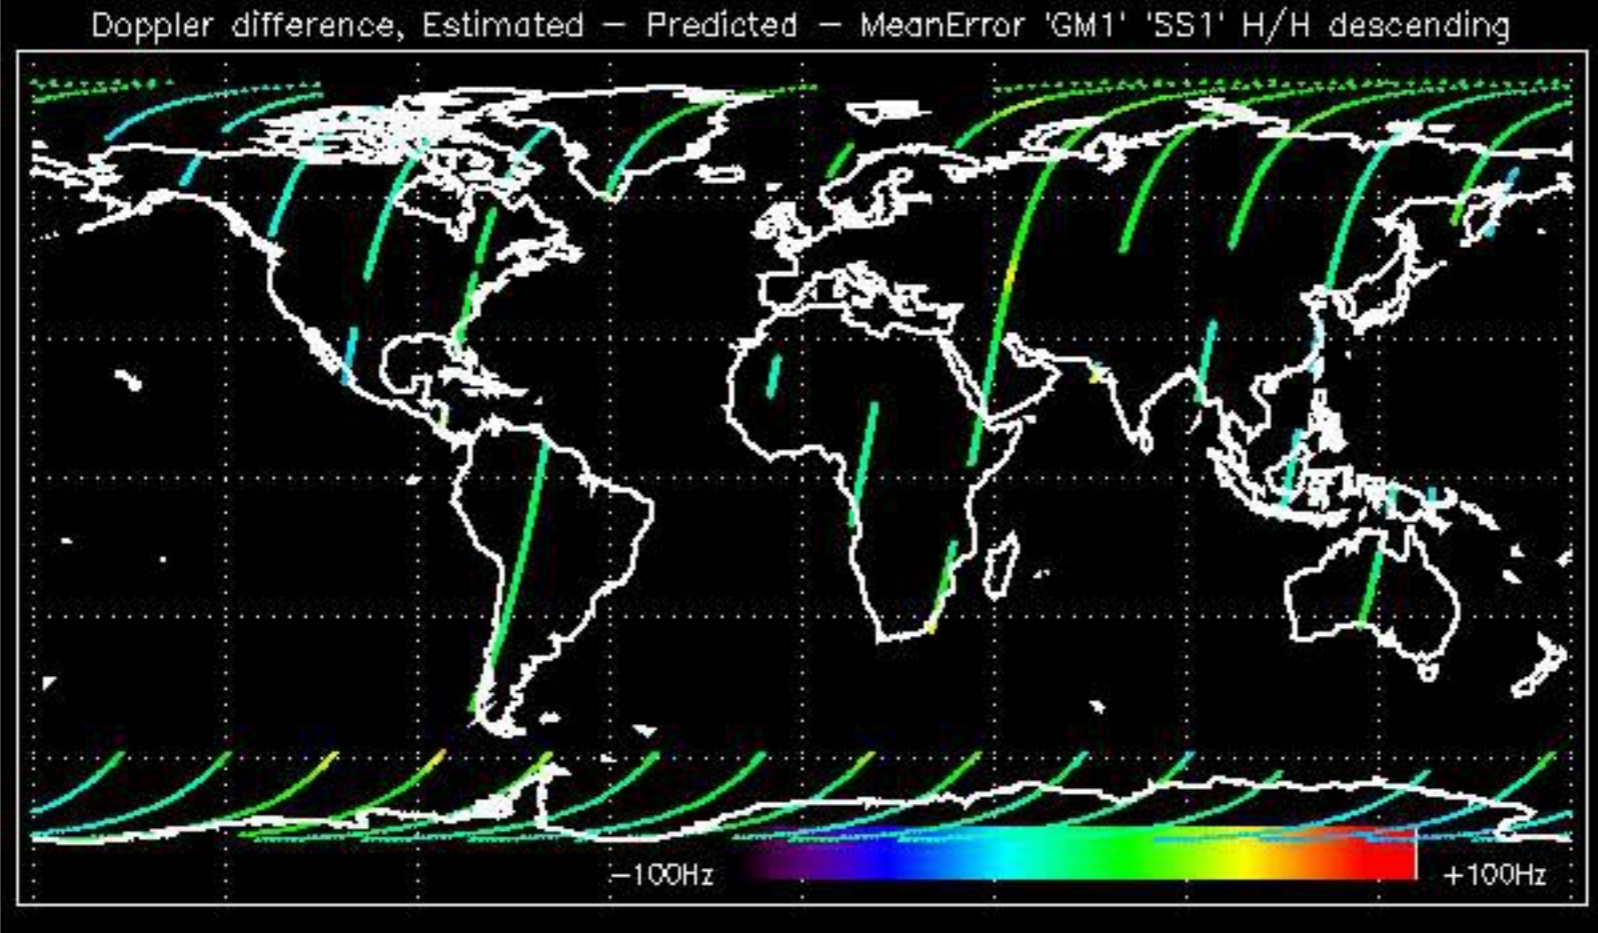 Doppler difference, Estimated — Predicted — MeanError 'GM1' 'SS1' H/H descending
—100Hz +100Hz